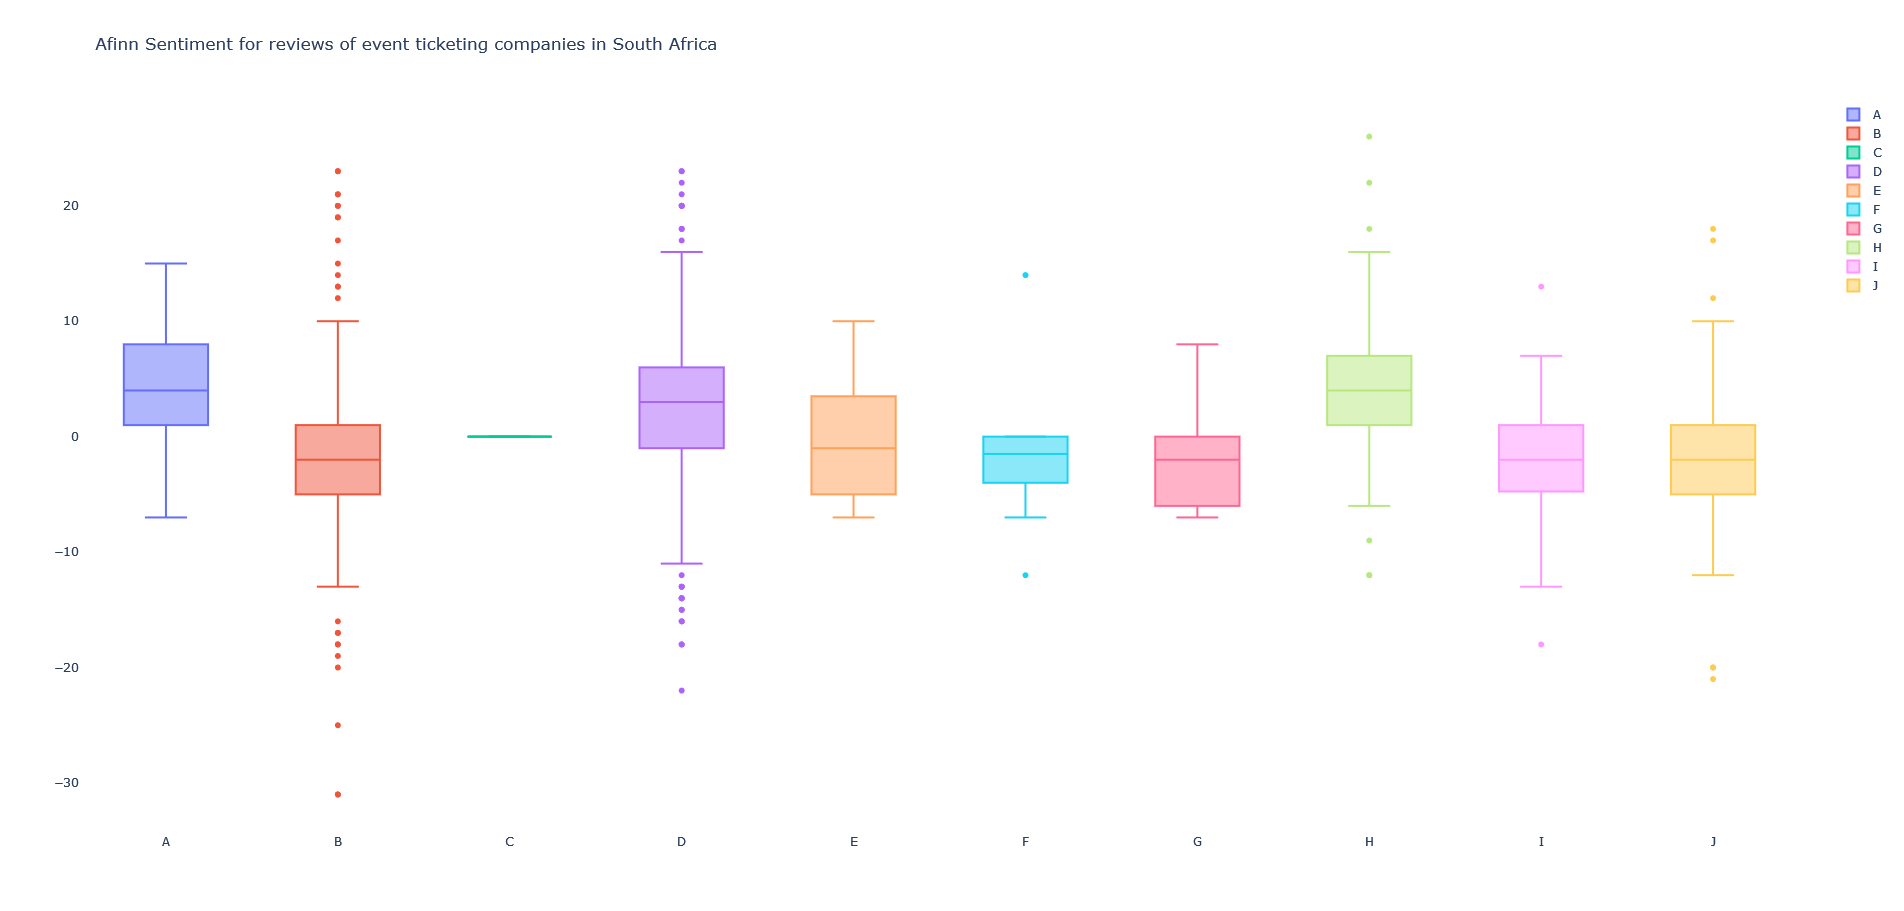 Afinn Sentiment for reviews of event ticketing companies in South Africa
A
B
C
D
E
F
G
H
I
J
20
10
0
−10
−20
−30
A B C D E F G H I J